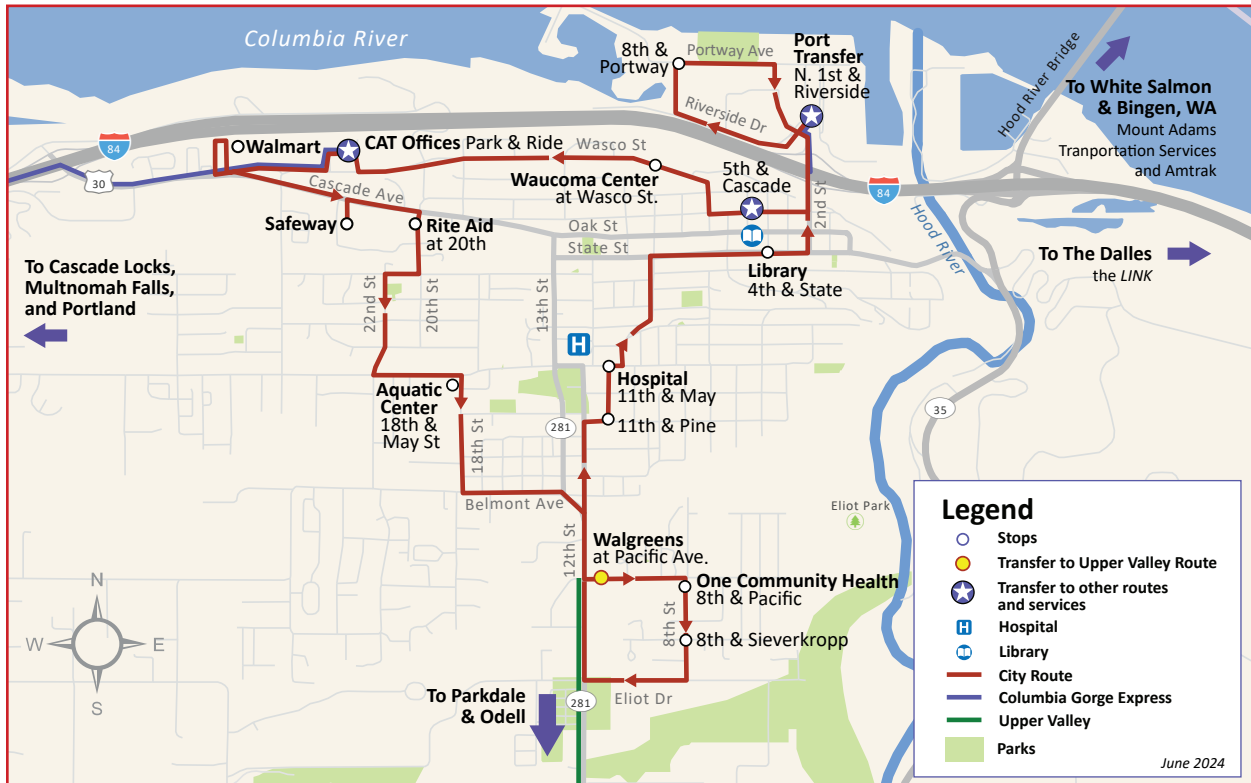 Columbia River
8th &
Portway
Portway Ave
Port
Transfer
N. 1st &
Riverside
Riverside Dr
Hood River Bridge
To White Salmon
& Bingen, WA
Mount Adams
Tranportation Services
and Amtrak
84
Walmart
CAT Offices Park & Ride
Wasco St
30
Waucoma Center
at Wasco St.
5th &
Cascade
2nd St
84
Hood River
Cascade Ave
Safeway
Rite Aid
at 20th
Oak St
State St
Library
4th & State
To The Dalles
the LINK
To Cascade Locks,
Multnomah Falls,
and Portland
22nd St
20th St
13th St
H
Hospital
11th & May
Aquatic
Center
18th &
May St
281
11th & Pine
35
18th St
Belmont Ave
12th St
Eliot Park
Walgreens
at Pacific Ave.
One Community Health
8th & Pacific
8th St
8th & Sieverkropp
Eliot Dr
281
To Parkdale
& Odell
N
W
E
S
Legend
Stops
Transfer to Upper Valley Route
Transfer to other routes
and services
H
Hospital
Library
City Route
Columbia Gorge Express
Upper Valley
Parks
June 2024